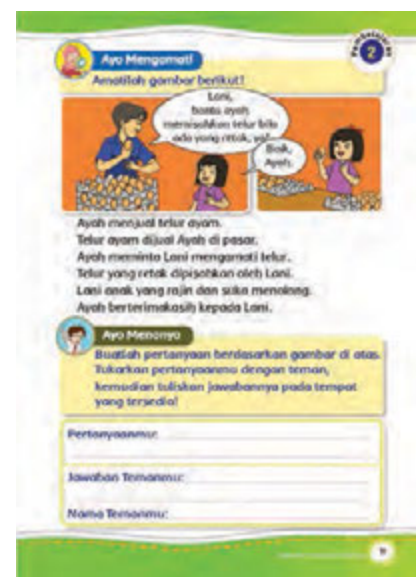 Pembelajaran
2
Ayo Mengamati
Amatilah gambar berikut!
Lani,
bantu ayah
memisahkan telur bila
ada yang retak, ya!
Baik,
Ayah.
Ayah menjual telur ayam.
Telur ayam dijual Ayah di pasar.
Ayah meminta Lani mengamati telur.
Telur yang retak dipisahkan oleh Lani.
Lani anak yang rajin dan suka menolong.
Ayah berterimakasih kepada Lani.
Ayo Menanya
Buatlah pertanyaan berdasarkan gambar di atas.
Tukarkan pertanyaanmu dengan teman,
kemudian tuliskan jawabannya pada tempat
yang tersedia!
Pertanyaanmu:
Jawaban Temanmu:
Nama Temanmu: